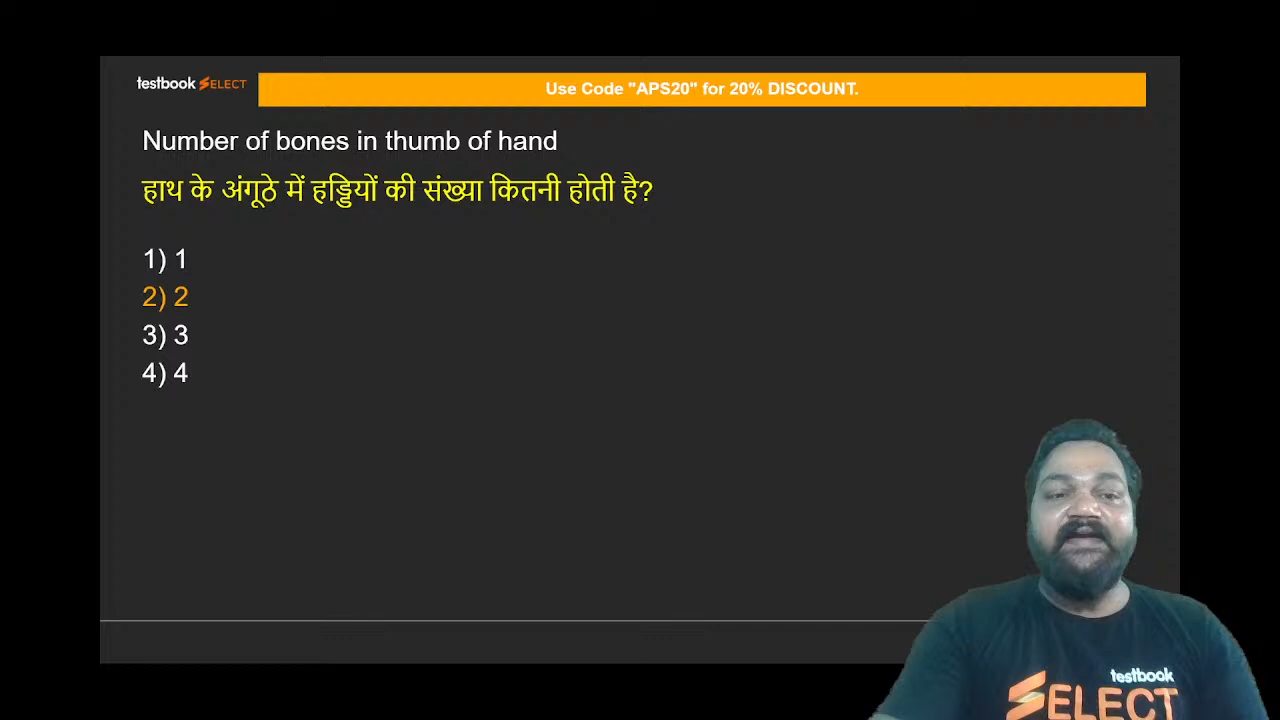 testbook SELECT
Use Code "APS20" for 20% DISCOUNT.
Number of bones in thumb of hand
हाथ के अंगूठे में हड्डियों की संख्या कितनी होती है?
1) 1
2) 2
3) 3
4) 4
testbook
SELECT